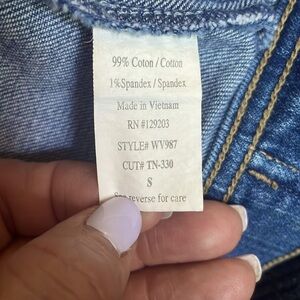 99% Coton / Cotton
1%Spandex / Spandex
Made in Vietnam
RN #129203
STYLE# WV987
CUT# TN-330
S
See reverse for care